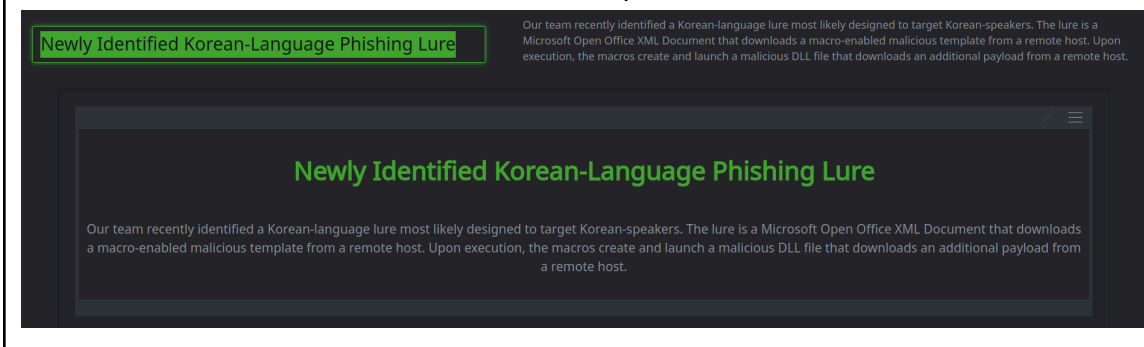 Newly Identified Korean-Language Phishing Lure
Our team recently identified a Korean-language lure most likely designed to target Korean-speakers. The lure is a
Microsoft Open Office XML Document that downloads a macro-enabled malicious template from a remote host. Upon
execution, the macros create and launch a malicious DLL file that downloads an additional payload from a remote host.
Newly Identified Korean-Language Phishing Lure
Our team recently identified a Korean-language lure most likely designed to target Korean-speakers. The lure is a Microsoft Open Office XML Document that downloads
a macro-enabled malicious template from a remote host. Upon execution, the macros create and launch a malicious DLL file that downloads an additional payload from
a remote host.